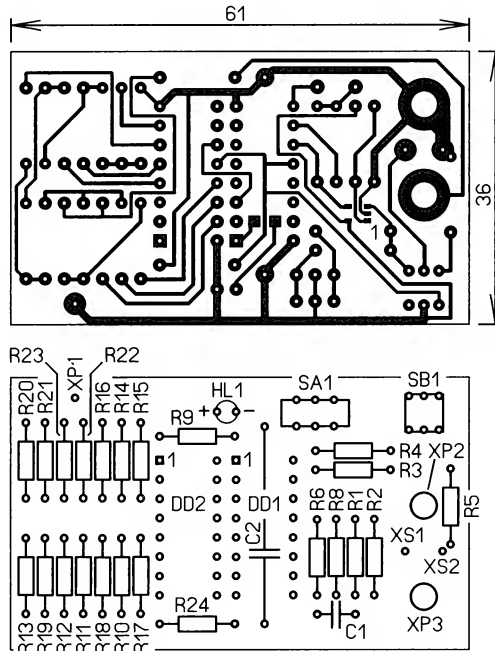 61
36
1
R23
XP1
R22
R20
R21
R16
R14
R15
HL1
+
-
SA1
SB1
R9
R4
XP2
R3
1
1
DD2
DD1
C2
R6
R8
R1
R2
R5
XS1
XS2
R24
C1
XP3
R13
R19
R12
R11
R18
R10
R17